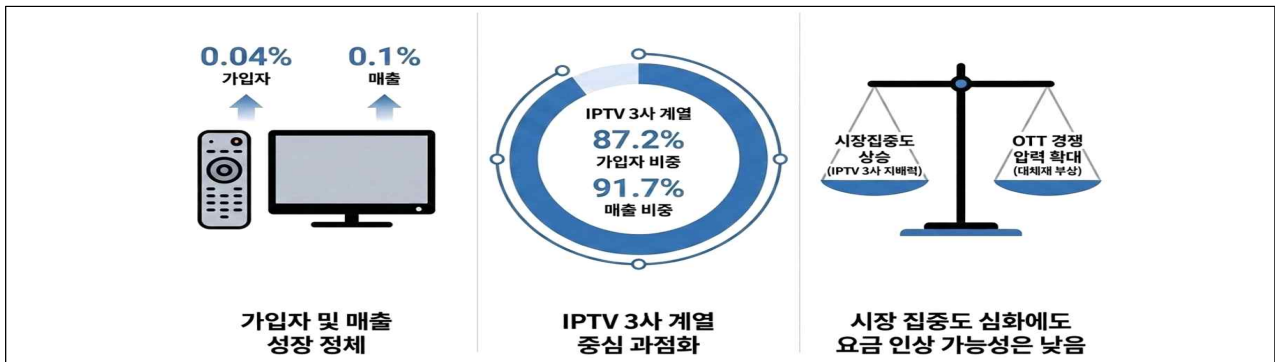 0.04%
가입자
0.1%
매출
가입자 및 매출
성장 정체
IPTV 3사 계열
87.2%
가입자 비중
91.7%
매출 비중
IPTV 3사 계열
중심 과점화
시장집중도
상승
(IPTV 3사 지배력)
OTT 경쟁
압력 확대
(대체재 부상)
시장 집중도 심화에도
요금 인상 가능성은 낮음